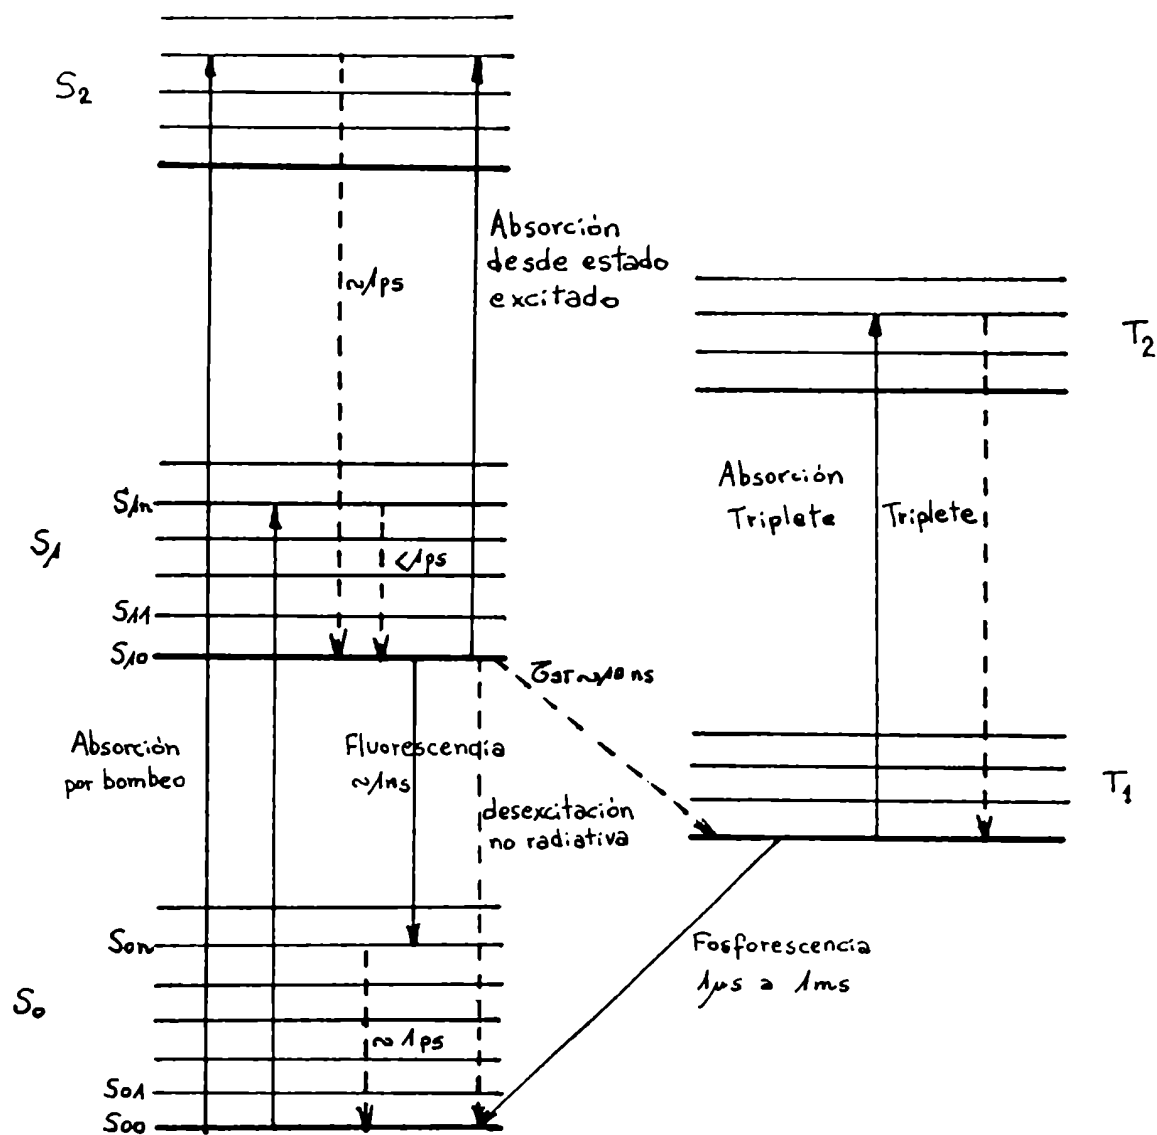 S₂
Absorción
desde estado
excitado
~1ps
T₂
S1n
Absorción
Triplete
Triplete
S₁
<1ps
S11
S10
τST~10 ns
Absorción
por bombeo
Fluorescencia
~1ns
T₁
desexcitación
no radiativa
S0n
Fosforescencia
1μs a 1ms
S₀
~1ps
S01
S00